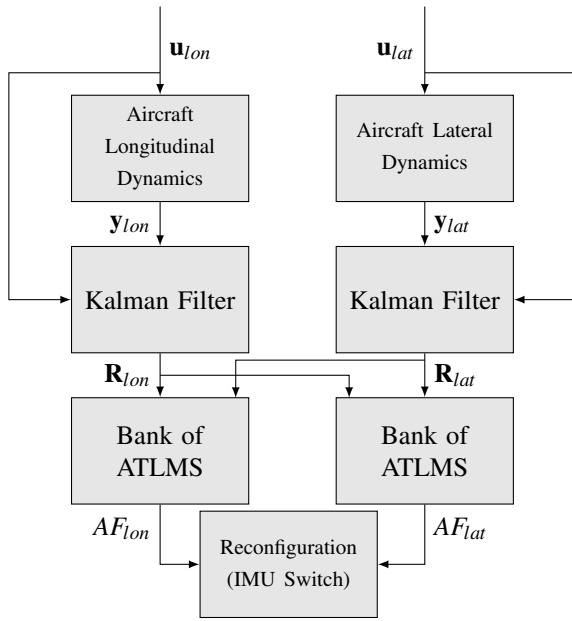 u_lon
u_lat
Aircraft
Longitudinal
Dynamics
Aircraft Lateral
Dynamics
y_lon
y_lat
Kalman Filter
Kalman Filter
R_lon
R_lat
Bank of
ATLMS
Bank of
ATLMS
AF_lon
AF_lat
Reconfiguration
(IMU Switch)